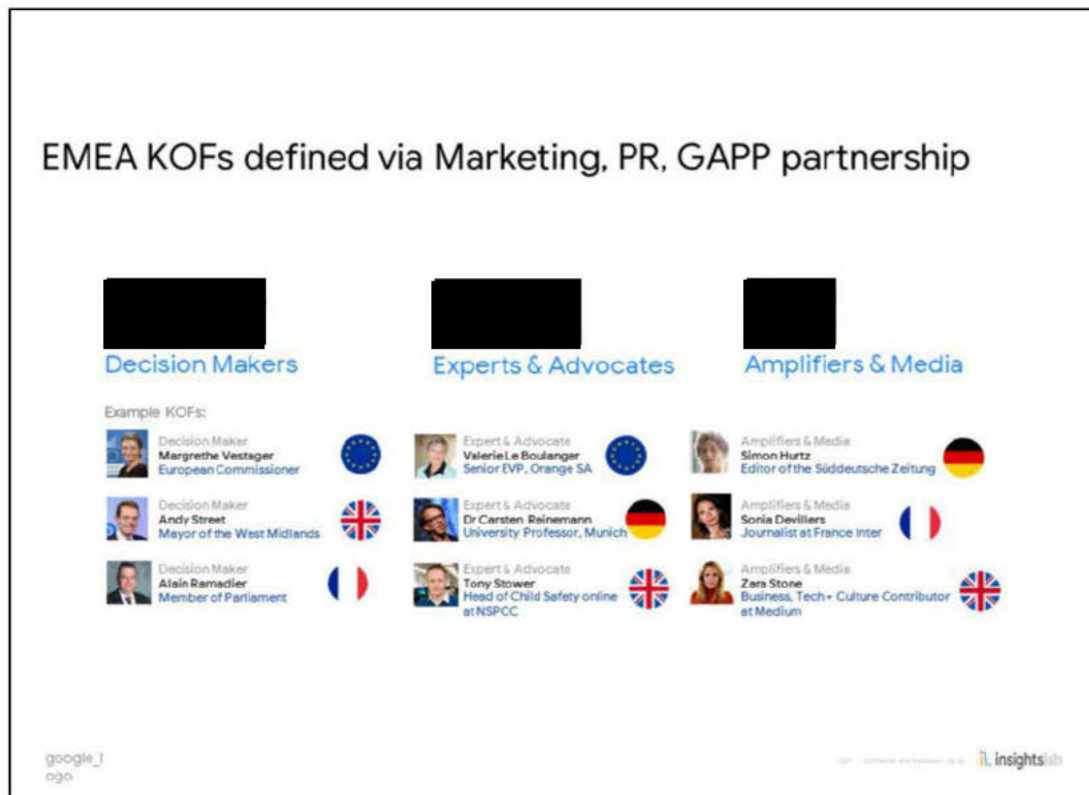 EMEA KOFs defined via Marketing, PR, GAPP partnership
Decision Makers
Experts & Advocates
Amplifiers & Media
Example KOFs:
Decision Maker
Margrethe Vestager
European Commissioner
Decision Maker
Andy Street
Mayor of the West Midlands
Decision Maker
Alain Ramadier
Member of Parliament
Expert & Advocate
Valerie Le Boulanger
Senior EVP, Orange SA
Expert & Advocate
Dr Carsten Reinemann
University Professor, Munich
Expert & Advocate
Tony Stower
Head of Child Safety online
at NSPCC
Amplifiers & Media
Simon Hurtz
Editor of the Süddeutsche Zeitung
Amplifiers & Media
Sonia Devillers
Journalist at France Inter
Amplifiers & Media
Zara Stone
Business, Tech+ Culture Contributor
at Medium
google_l
ogo
insightslab